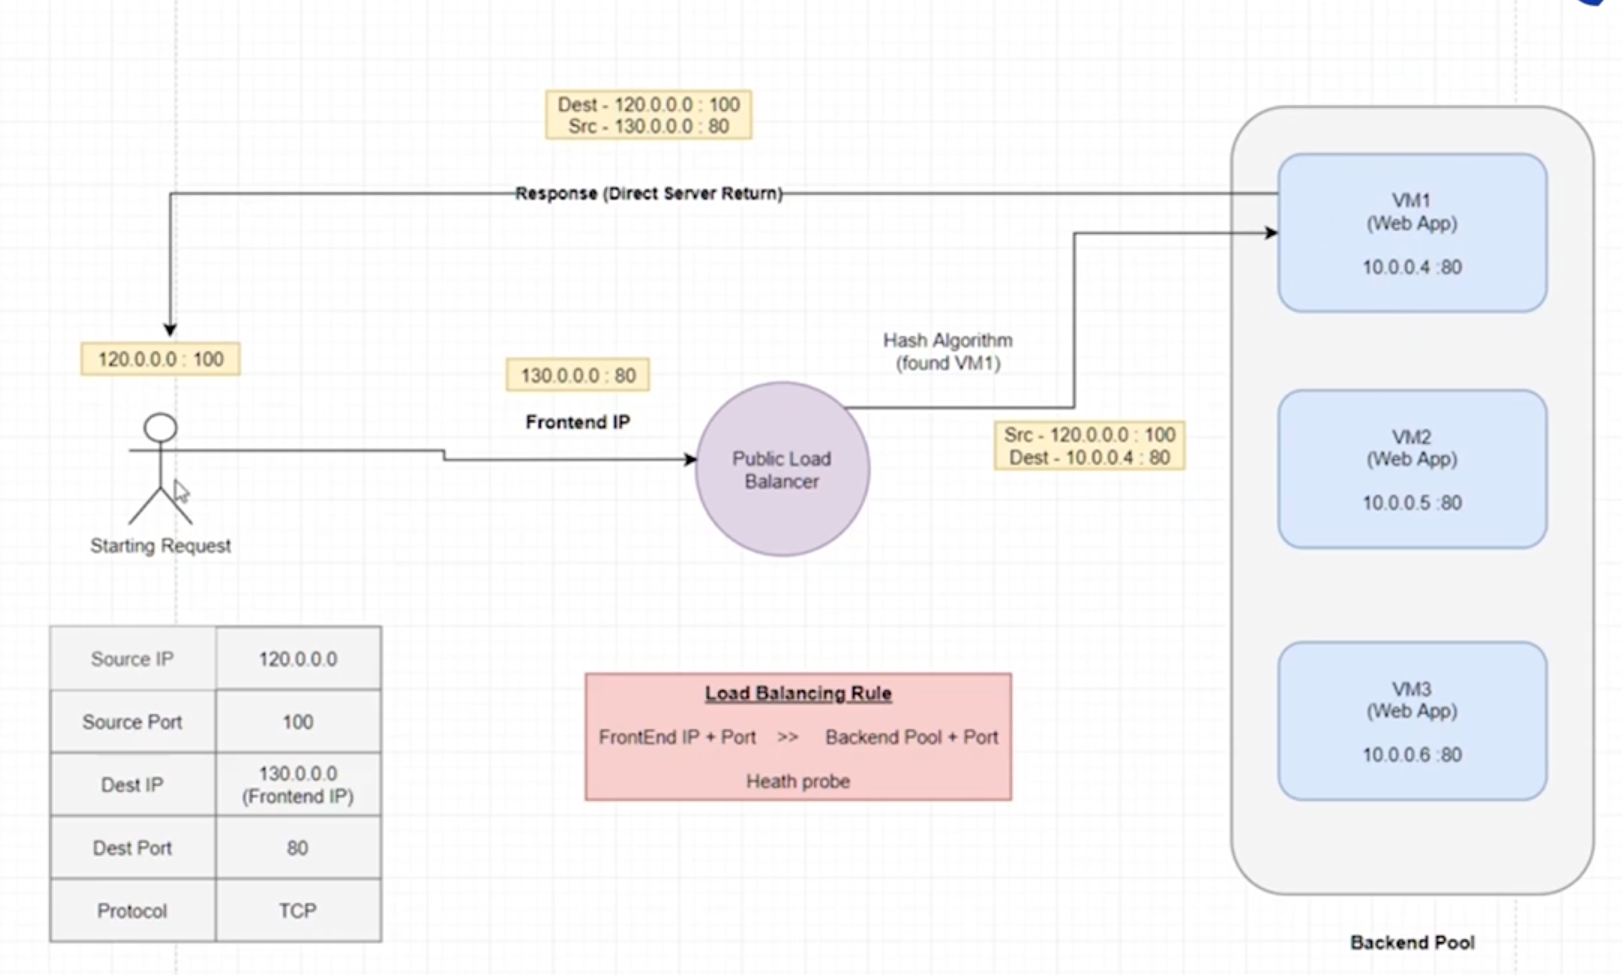 Dest - 120.0.0.0 : 100
Src - 130.0.0.0 : 80
Response (Direct Server Return)
120.0.0.0 : 100
130.0.0.0 : 80
Frontend IP
Starting Request
Public Load
Balancer
Hash Algorithm
(found VM1)
Src - 120.0.0.0 : 100
Dest - 10.0.0.4 : 80
VM1
(Web App)
10.0.0.4 :80
VM2
(Web App)
10.0.0.5 :80
VM3
(Web App)
10.0.0.6 :80
Backend Pool
Source IP 120.0.0.0
Source Port 100
Dest IP 130.0.0.0
(Frontend IP)
Dest Port 80
Protocol TCP
Load Balancing Rule
FrontEnd IP + Port >> Backend Pool + Port
Heath probe